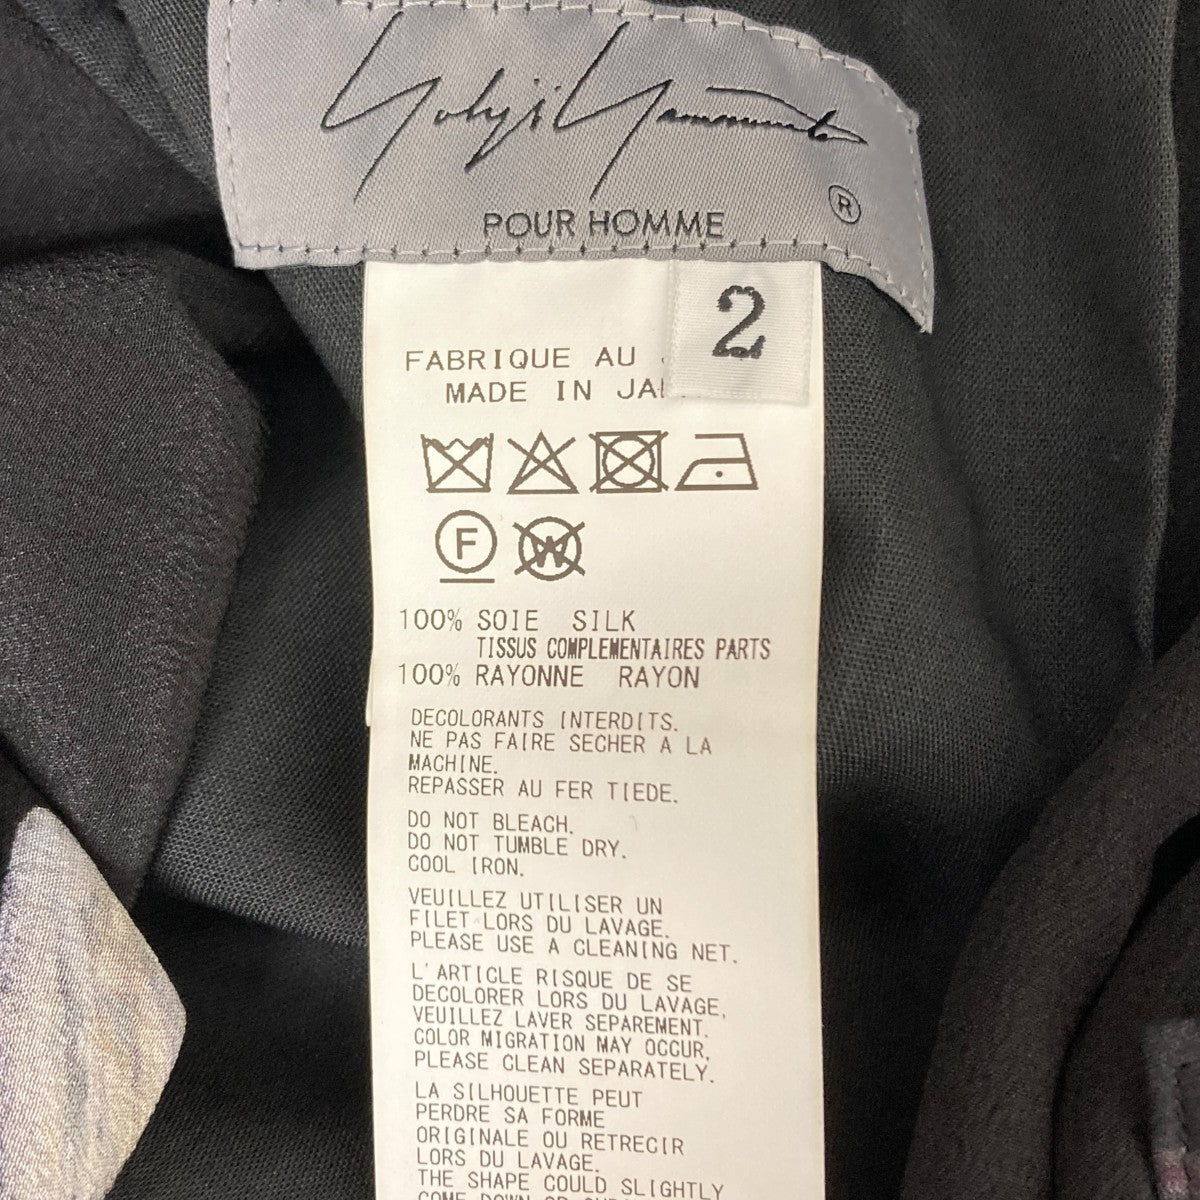 Yohji Yamamoto
®
POUR HOMME
2
FABRIQUE AU
MADE IN
F
W
100% SOIE SILK
TISSUS COMPLEMENTAIRES PARTS
100% RAYONNE RAYON
DECOLORANTS INTERDITS.
NE PAS FAIRE SECHER A LA
MACHINE.
REPASSER AU FER TIEDE.
DO NOT BLEACH.
DO NOT TUMBLE DRY.
COOL IRON.
VEUILLEZ UTILISER UN
FILET LORS DU LAVAGE.
PLEASE USE A CLEANING NET.
L'ARTICLE RISQUE DE SE
DECOLORER LORS DU LAVAGE,
VEUILLEZ LAVER SEPAREMENT.
COLOR MIGRATION MAY OCCUR,
PLEASE CLEAN SEPARATELY.
LA SILHOUETTE PEUT
PERDRE SA FORME
ORIGINALE OU RETRECIR
LORS DU LAVAGE.
THE SHAPE COULD SLIGHTLY
COME DOWN OR